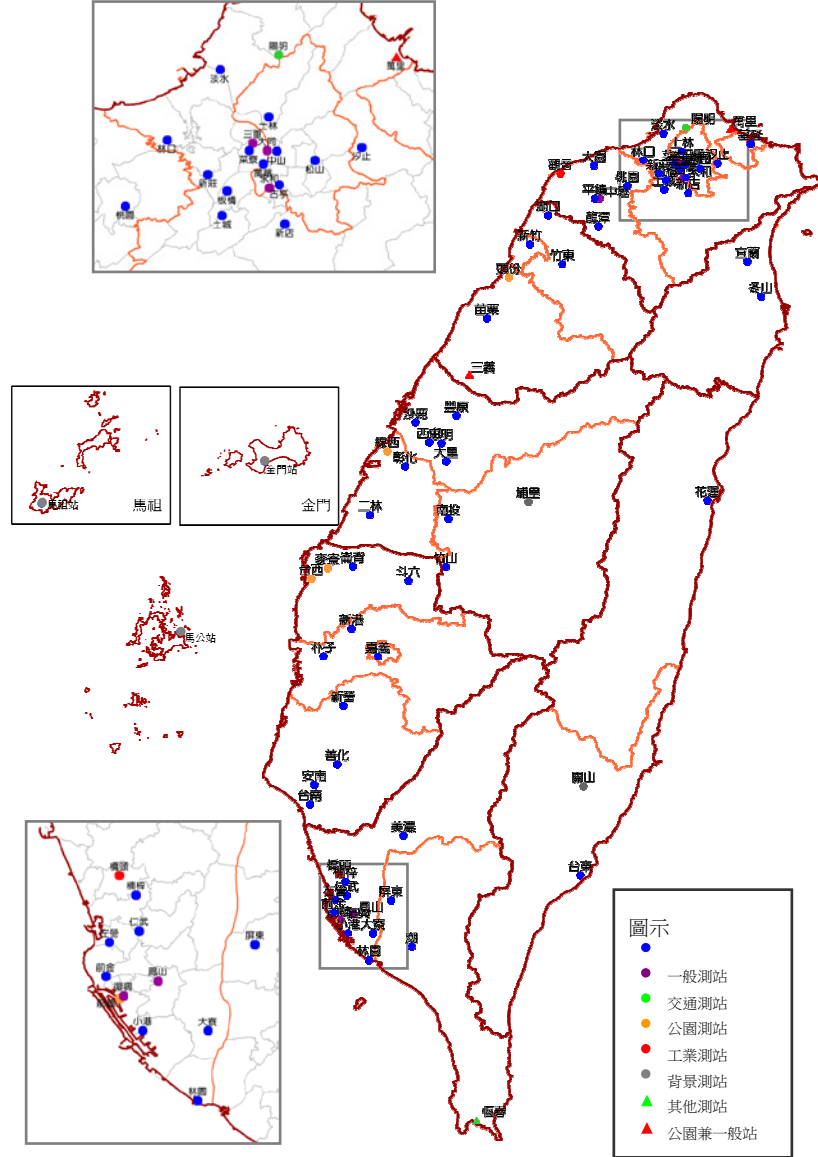 陽明
萬里
淡水
士林
三重
大同
林口
菜寮
中山
汐止
松山
萬華
古亭
新莊
板橋
桃園
土城
新店
淡水
陽明
萬里
士林
林口
汐止
大園
觀音
桃園
平鎮
中壢
新店
湖口
龍潭
新竹
竹東
宜蘭
頭份
冬山
苗栗
三義
豐原
沙鹿
西屯
忠明
線西
彰化
大里
馬祖站
馬祖
金門站
金門
二林
南投
埔里
花蓮
麥寮
崙背
台西
斗六
竹山
新港
馬公站
朴子
嘉義
新營
善化
安南
台南
關山
美濃
台東
橋頭
楠梓
仁武
左營
屏東
前金
鳳山
復興
小港
大寮
林園
橋頭
楠梓
仁武
屏東
鳳山
小港
大寮
林園
潮
恆春
圖示
一般測站
交通測站
公園測站
工業測站
背景測站
其他測站
公園兼一般站